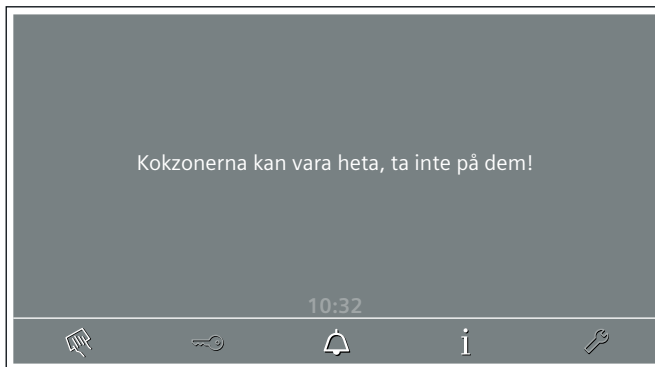 Kokzonerna kan vara heta, ta inte på dem!
10:32
i